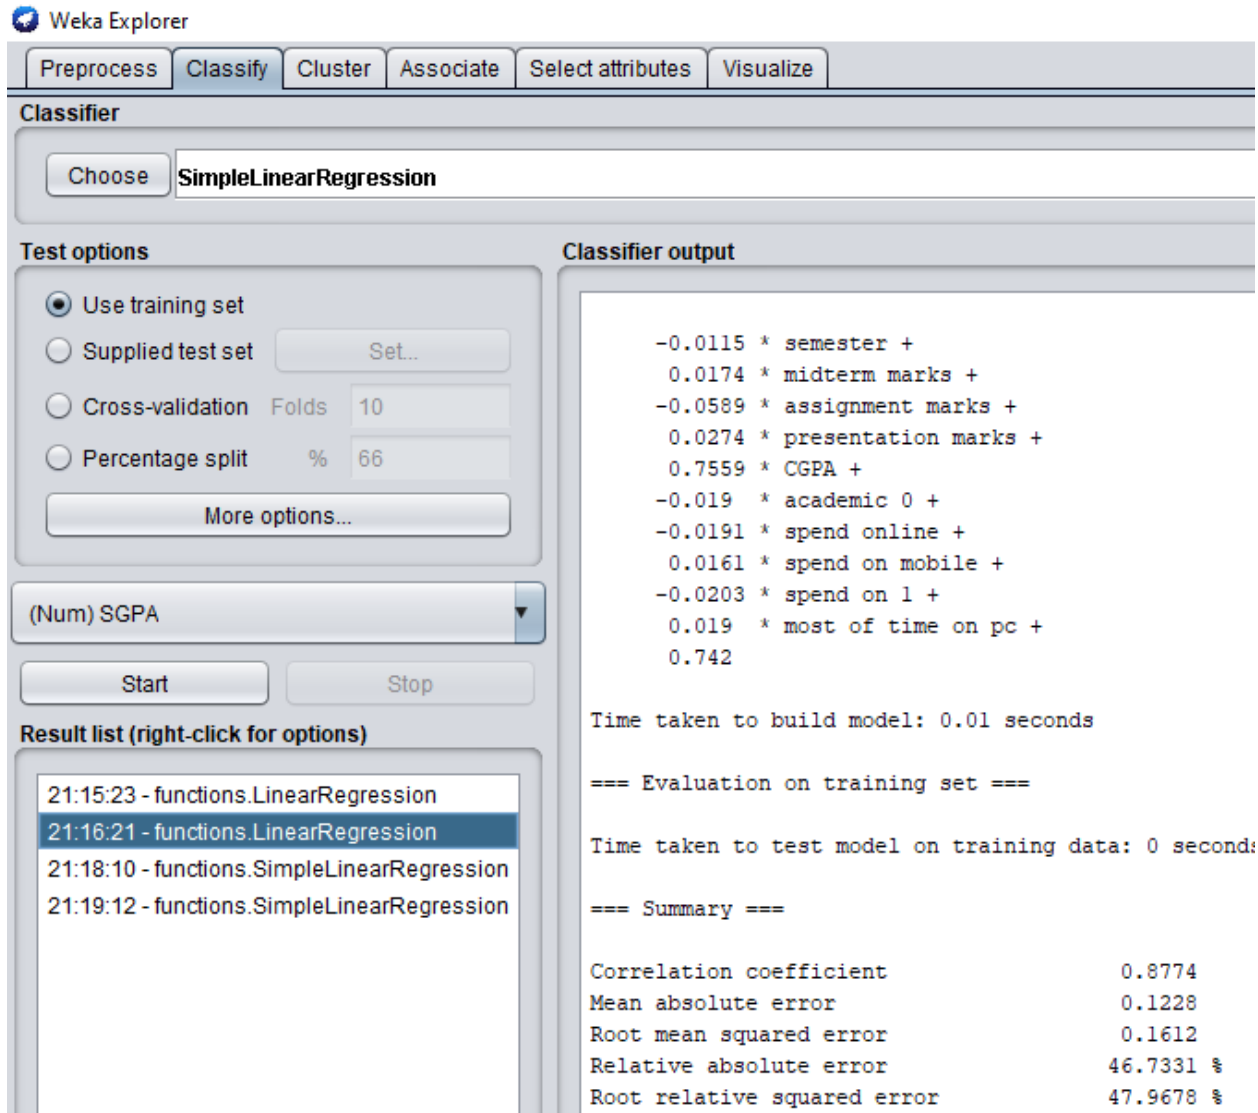 Weka Explorer
Preprocess Classify Cluster Associate Select attributes Visualize
Classifier
Choose SimpleLinearRegression
Test options
Use training set
Supplied test set Set...
Cross-validation Folds 10
Percentage split % 66
More options...
(Num) SGPA
Start Stop
Result list (right-click for options)
21:15:23 - functions.LinearRegression
21:16:21 - functions.LinearRegression
21:18:10 - functions.SimpleLinearRegression
21:19:12 - functions.SimpleLinearRegression
Classifier output
-0.0115 * semester +
0.0174 * midterm marks +
-0.0589 * assignment marks +
0.0274 * presentation marks +
0.7559 * CGPA +
-0.019 * academic 0 +
-0.0191 * spend online +
0.0161 * spend on mobile +
-0.0203 * spend on 1 +
0.019 * most of time on pc +
0.742
Time taken to build model: 0.01 seconds
=== Evaluation on training set ===
Time taken to test model on training data: 0 seconds
=== Summary ===
Correlation coefficient 0.8774
Mean absolute error 0.1228
Root mean squared error 0.1612
Relative absolute error 46.7331 %
Root relative squared error 47.9678 %